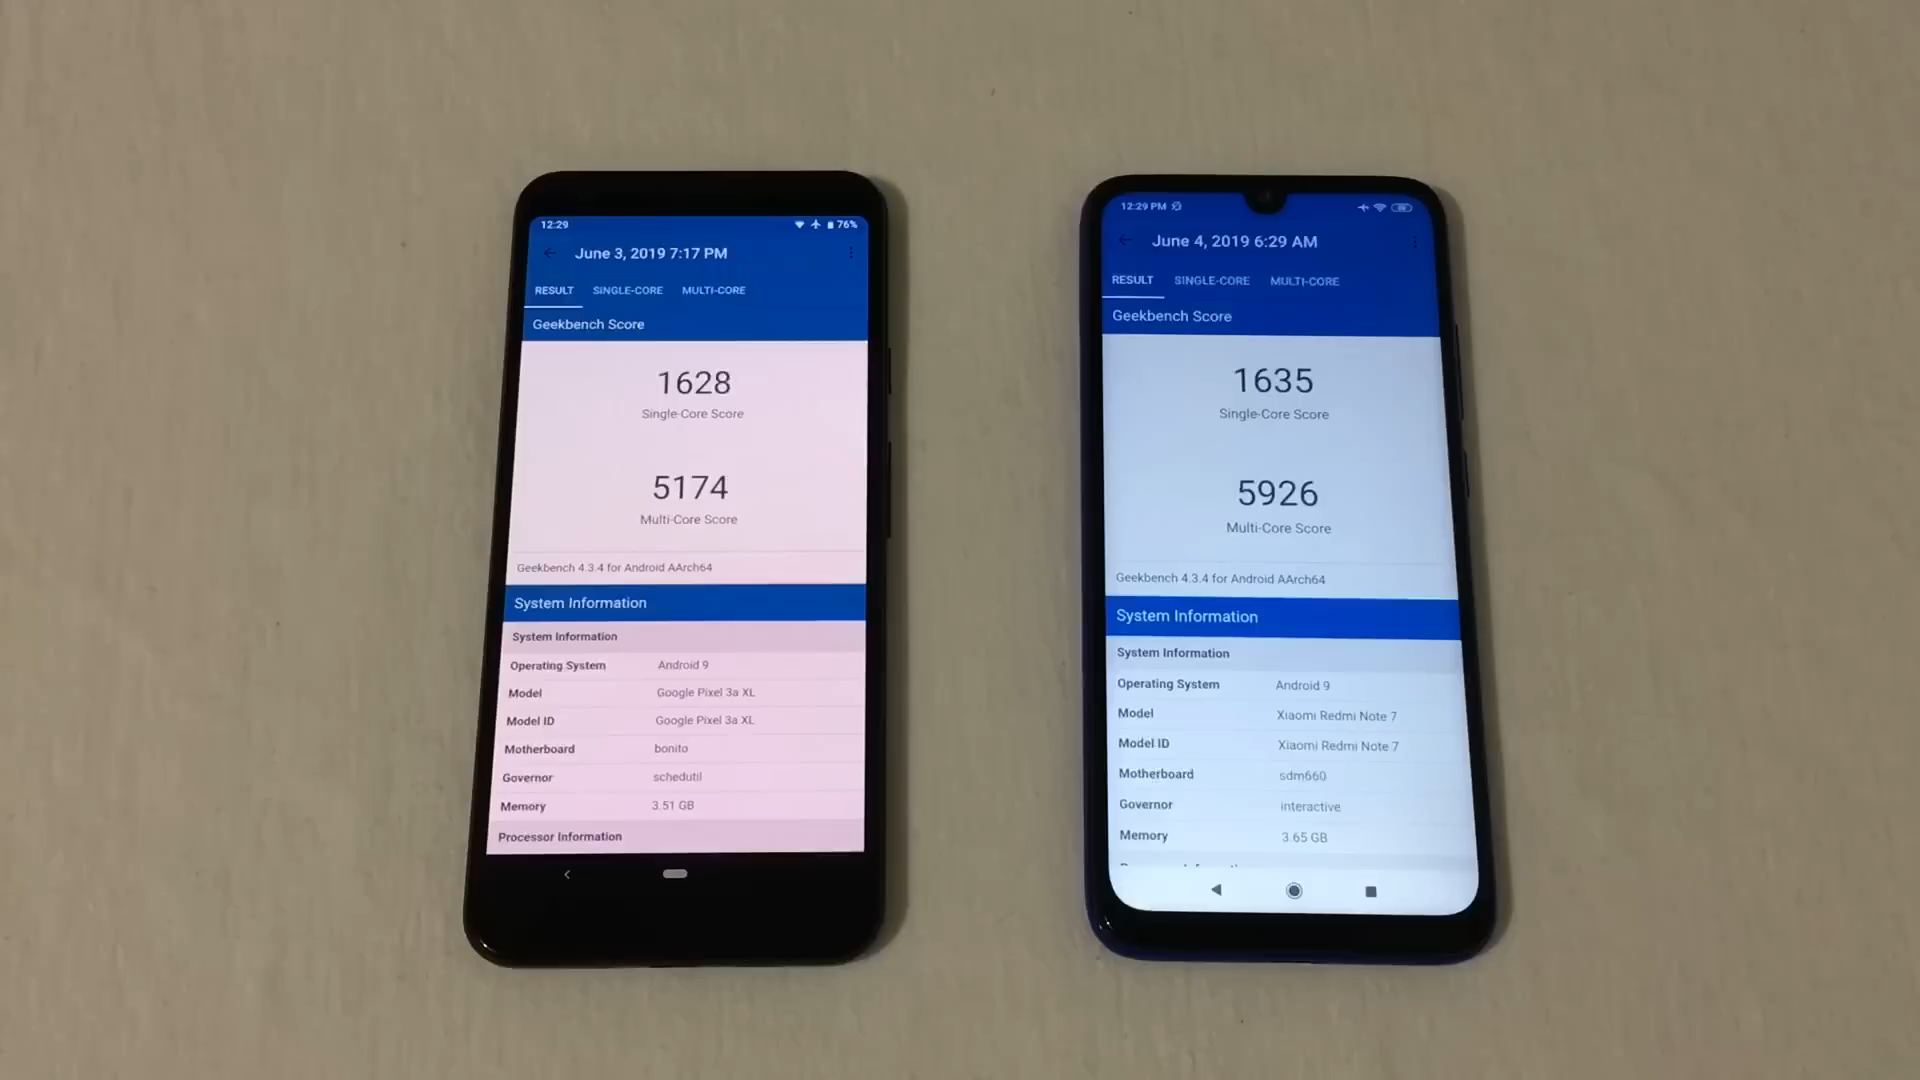 12:29
76%
June 3, 2019 7:17 PM
RESULT SINGLE-CORE MULTI-CORE
Geekbench Score
1628
Single-Core Score
5174
Multi-Core Score
Geekbench 4.3.4 for Android AArch64
System Information
System Information
Operating System Android 9
Model Google Pixel 3a XL
Model ID Google Pixel 3a XL
Motherboard bonito
Governor schedutil
Memory 3.51 GB
Processor Information
12:29 PM
June 4, 2019 6:29 AM
RESULT SINGLE-CORE MULTI-CORE
Geekbench Score
1635
Single-Core Score
5926
Multi-Core Score
Geekbench 4.3.4 for Android AArch64
System Information
System Information
Operating System Android 9
Model Xiaomi Redmi Note 7
Model ID Xiaomi Redmi Note 7
Motherboard sdm660
Governor interactive
Memory 3.65 GB